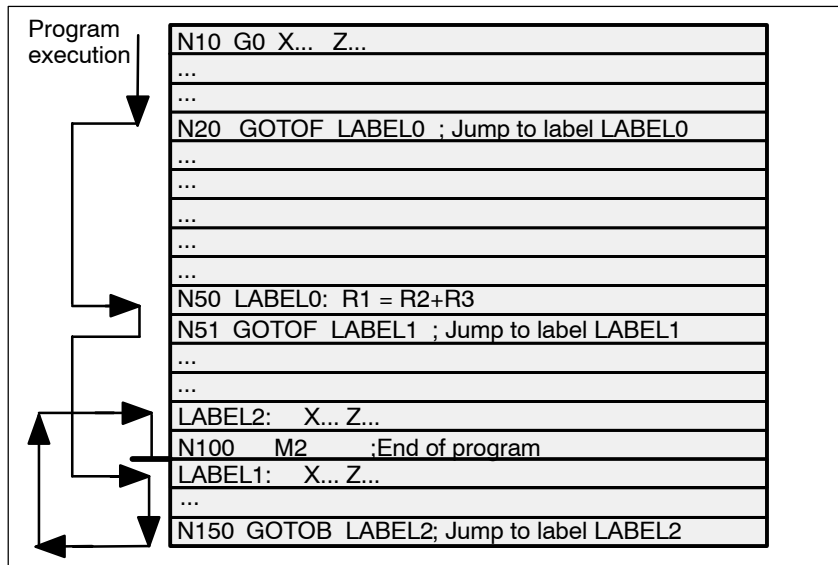 Program
execution
N10 G0 X... Z...
...
...
N20 GOTOF LABEL0 ; Jump to label LABEL0
...
...
...
...
...
N50 LABEL0: R1 = R2+R3
N51 GOTOF LABEL1 ; Jump to label LABEL1
...
...
LABEL2: X... Z...
N100 M2 ;End of program
LABEL1: X... Z...
...
N150 GOTOB LABEL2; Jump to label LABEL2